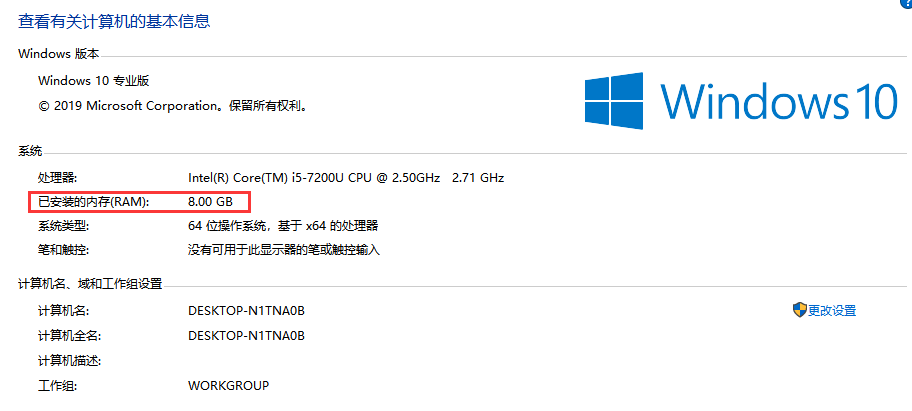 查看有关计算机的基本信息
?
Windows 版本
Windows 10 专业版
© 2019 Microsoft Corporation。保留所有权利。
Windows 10
系统
处理器: Intel(R) Core(TM) i5-7200U CPU @ 2.50GHz 2.71 GHz
已安装的内存(RAM): 8.00 GB
系统类型: 64 位操作系统，基于 x64 的处理器
笔和触控: 没有可用于此显示器的笔或触控输入
计算机名、域和工作组设置
计算机名: DESKTOP-N1TNA0B
更改设置
计算机全名: DESKTOP-N1TNA0B
计算机描述:
工作组: WORKGROUP